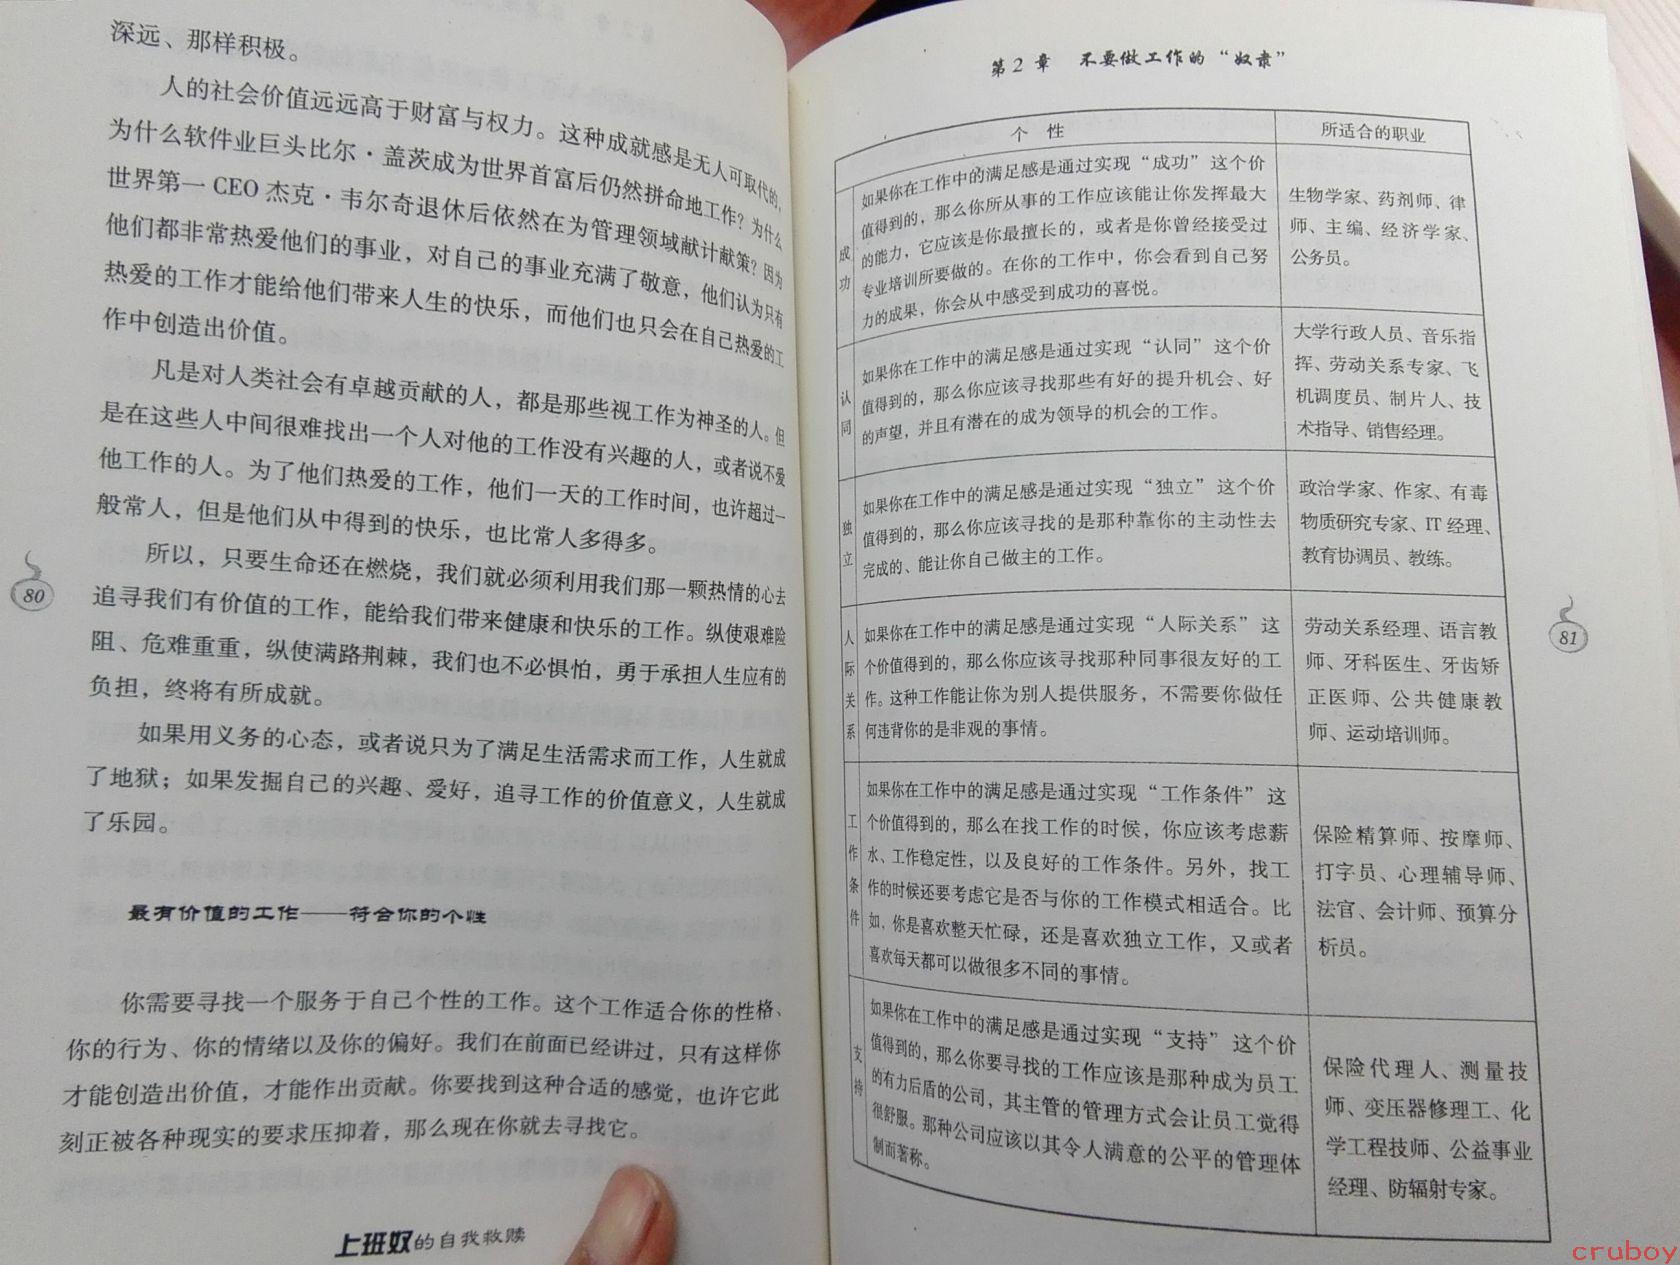 深远、那样积极。
人的社会价值远远高于财富与权力。这种成就感是无人可取代的，
为什么软件业巨头比尔·盖茨成为世界首富后仍然拼命地工作？为什么
世界第一CEO杰克·韦尔奇退休后依然在为管理领域献计献策？因为
他们都非常热爱他们的事业，对自己的事业充满了敬意，他们认为只有
热爱的工作才能给他们带来人生的快乐，而他们也只会在自己热爱的工
作中创造出价值。
凡是对人类社会有卓越贡献的人，都是那些视工作为神圣的人。但
是在这些人中间很难找出一个人对他的工作没有兴趣的人，或者说不爱
他工作的人。为了他们热爱的工作，他们一天的工作时间，也许超过一
般常人，但是他们从中得到的快乐，也比常人多得多。
所以，只要生命还在燃烧，我们就必须利用我们那一颗热情的心去
追寻我们有价值的工作，能给我们带来健康和快乐的工作。纵使艰难险
阻、危难重重，纵使满路荆棘，我们也不必惧怕，勇于承担人生应有的
负担，终将有所成就。
如果用义务的心态，或者说只为了满足生活需求而工作，人生就成
了地狱；如果发掘自己的兴趣、爱好，追寻工作的价值意义，人生就成
了乐园。
最有价值的工作——符合你的个性
你需要寻找一个服务于自己个性的工作。这个工作适合你的性格、
你的行为、你的情绪以及你的偏好。我们在前面已经讲过，只有这样你
才能创造出价值，才能作出贡献。你要找到这种合适的感觉，也许它此
刻正被各种现实的要求压抑着，那么现在你就去寻找它。
80
上班奴的自我救赎
第2章 不要做工作的“奴隶”
个 性
所适合的职业
成功
如果你在工作中的满足感是通过实现“成功”这个价
值得到的，那么你所从事的工作应该能让你发挥最大
的能力，它应该是你最擅长的，或者是你曾经接受过
专业培训所要做的。在你的工作中，你会看到自己努
力的成果，你会从中感受到成功的喜悦。
生物学家、药剂师、律
师、主编、经济学家、
公务员。
认同
如果你在工作中的满足感是通过实现“认同”这个价
值得到的，那么你应该寻找那些有好的提升机会、好
的声望，并且有潜在的成为领导的机会的工作。
大学行政人员、音乐指
挥、劳动关系专家、飞
机调度员、制片人、技
术指导、销售经理。
独立
如果你在工作中的满足感是通过实现“独立”这个价
值得到的，那么你应该寻找的是那种靠你的主动性去
完成的、能让你自己做主的工作。
政治学家、作家、有毒
物质研究专家、IT经理、
教育协调员、教练。
人际关系
如果你在工作中的满足感是通过实现“人际关系”这
个价值得到的，那么你应该寻找那种同事很友好的工
作。这种工作能让你为别人提供服务，不需要你做任
何违背你的是非观的事情。
劳动关系经理、语言教
师、牙科医生、牙齿矫
正医师、公共健康教
师、运动培训师。
工作条件
如果你在工作中的满足感是通过实现“工作条件”这
个价值得到的，那么在找工作的时候，你应该考虑薪
水、工作稳定性，以及良好的工作条件。另外，找工
作的时候还要考虑它是否与你的工作模式相适合。比
如，你是喜欢整天忙碌，还是喜欢独立工作，又或者
喜欢每天都可以做很多不同的事情。
保险精算师、按摩师、
打字员、心理辅导师、
法官、会计师、预算分
析员。
支持
如果你在工作中的满足感是通过实现“支持”这个价
值得到的，那么你要寻找的工作应该是那种成为员工
的有力后盾的公司，其主管的管理方式会让员工觉得
很舒服。那种公司应该以其令人满意的公平的管理体
制而著称。
保险代理人、测量技
师、变压器修理工、化
学工程技师、公益事业
经理、防辐射专家。
81
cruboy